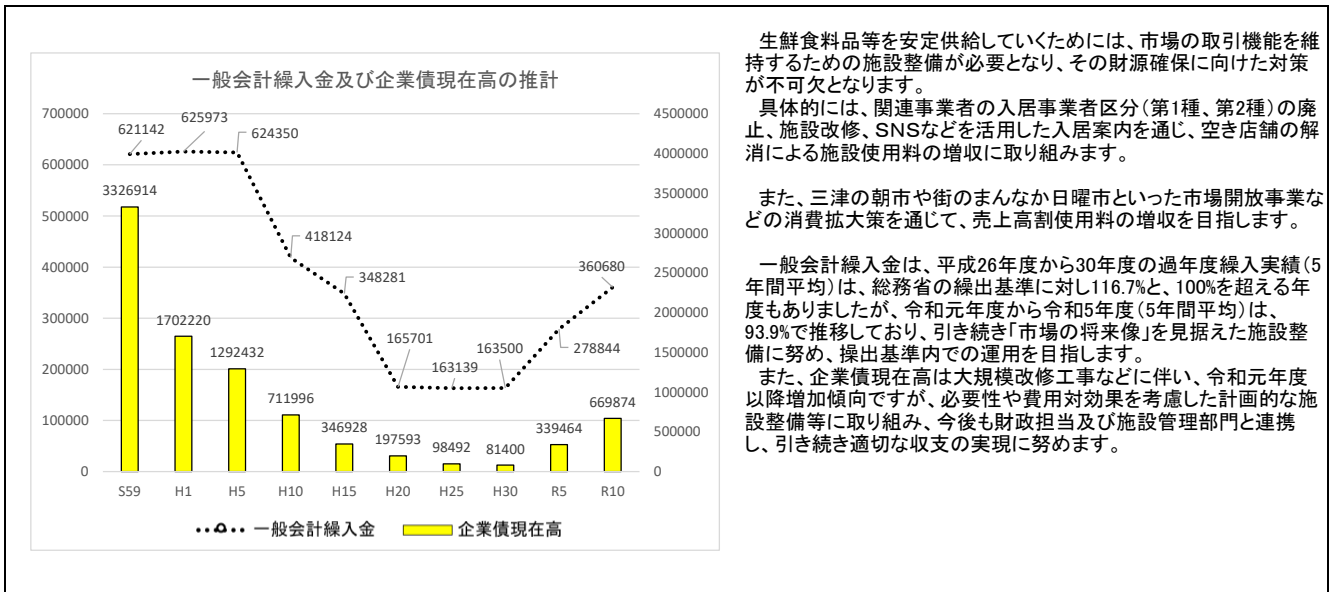 一般会計繰入金及び企業債現在高の推計
700000
600000
500000
400000
300000
200000
100000
0
4500000
4000000
3500000
3000000
2500000
2000000
1500000
1000000
500000
0
621142
625973
624350
418124
348281
165701
163139
163500
278844
360680
3326914
1702220
1292432
711996
346928
197593
98492
81400
339464
669874
S59 H1 H5 H10 H15 H20 H25 H30 R5 R10
一般会計繰入金 企業債現在高
生鮮食料品等を安定供給していくためには、市場の取引機能を維
持するための施設整備が必要となり、その財源確保に向けた対策
が不可欠となります。
具体的には、関連事業者の入居事業者区分(第1種、第2種)の廃
止、施設改修、SNSなどを活用した入居案内を通じ、空き店舗の解
消による施設使用料の増収に取り組みます。
また、三津の朝市や街のまんなか日曜市といった市場開放事業な
どの消費拡大策を通じて、売上高割使用料の増収を目指します。
一般会計繰入金は、平成26年度から30年度の過年度繰入実績(5
年間平均)は、総務省の繰出基準に対し116.7%と、100%を超える年
度もありましたが、令和元年度から令和5年度(5年間平均)は、
93.9%で推移しており、引き続き「市場の将来像」を見据えた施設整
備に努め、操出基準内での運用を目指します。
また、企業債現在高は大規模改修工事などに伴い、令和元年度
以降増加傾向ですが、必要性や費用対効果を考慮した計画的な施
設整備等に取り組み、今後も財政担当及び施設管理部門と連携
し、引き続き適切な収支の実現に努めます。